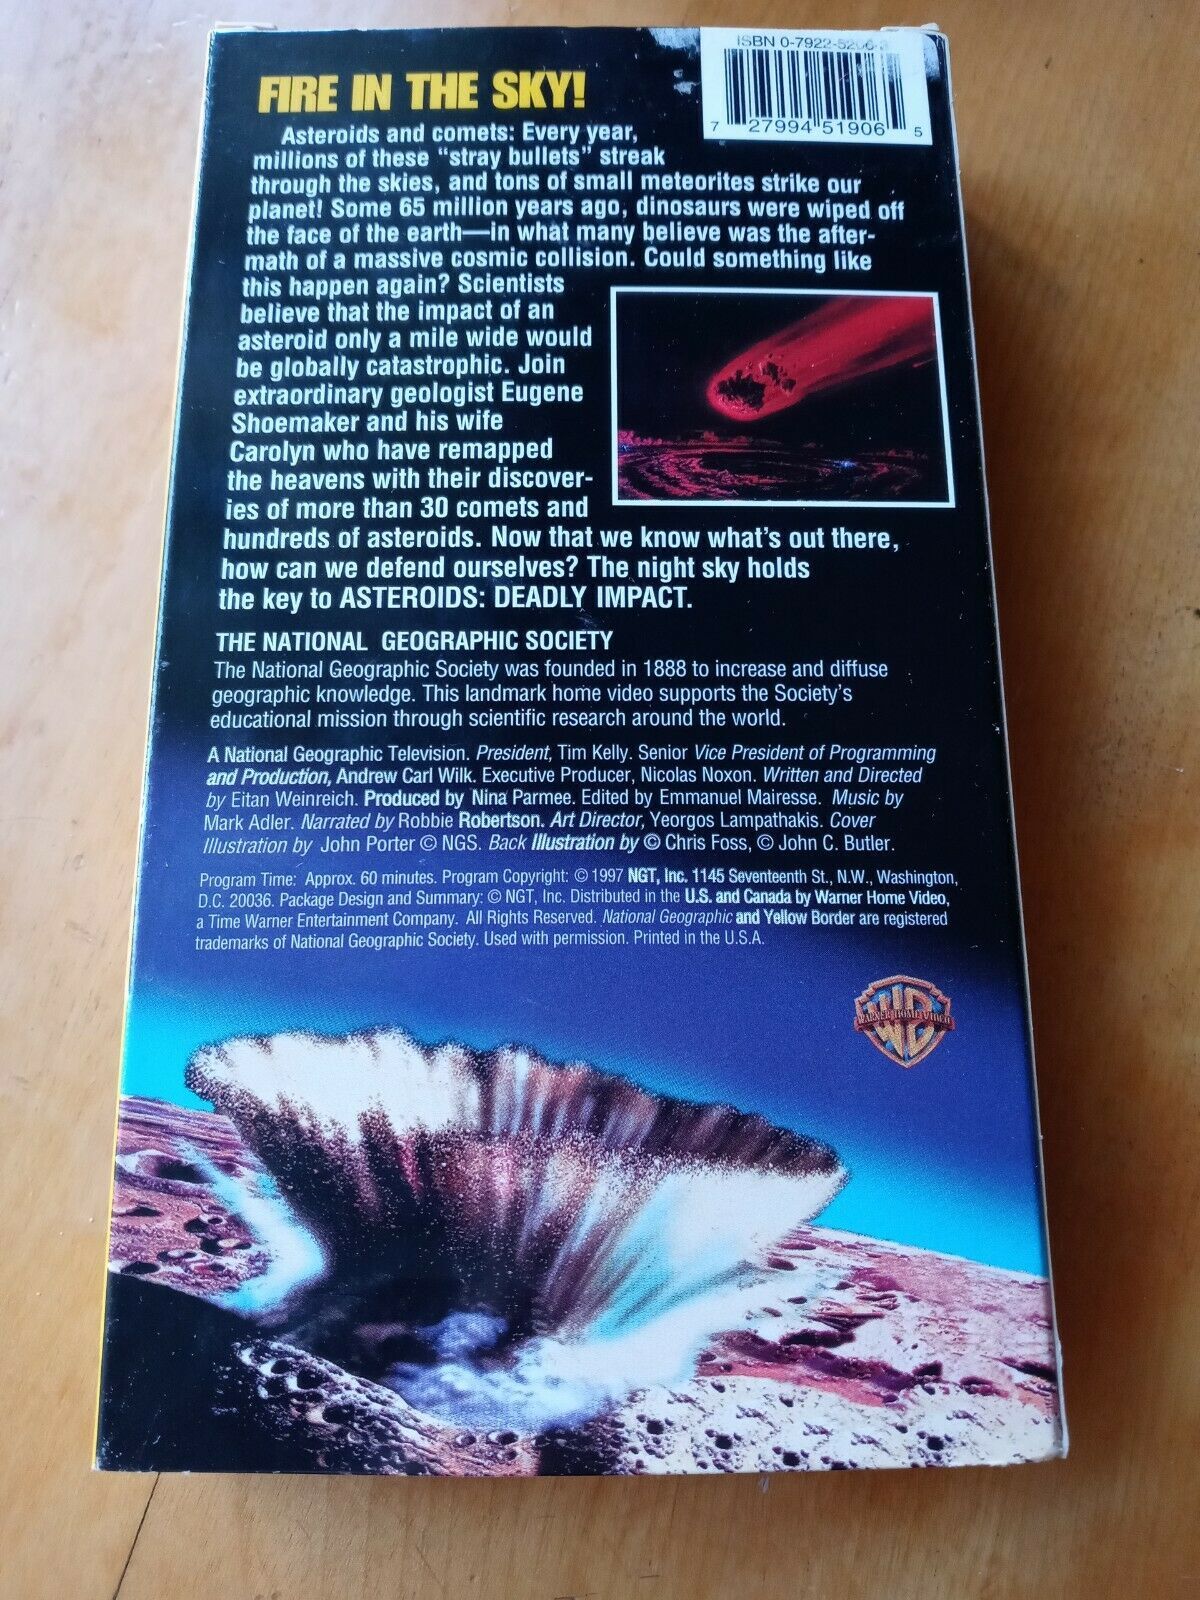 ISBN 0-7922-
7 27994 51906 5
FIRE IN THE SKY!
Asteroids and comets: Every year,
millions of these "stray bullets" streak
through the skies, and tons of small meteorites strike our
planet! Some 65 million years ago, dinosaurs were wiped off
the face of the earth—in what many believe was the after-
math of a massive cosmic collision. Could something like
this happen again? Scientists
believe that the impact of an
asteroid only a mile wide would
be globally catastrophic. Join
extraordinary geologist Eugene
Shoemaker and his wife
Carolyn who have remapped
the heavens with their discover-
ies of more than 30 comets and
hundreds of asteroids. Now that we know what's out there,
how can we defend ourselves? The night sky holds
the key to ASTEROIDS: DEADLY IMPACT.
THE NATIONAL GEOGRAPHIC SOCIETY
The National Geographic Society was founded in 1888 to increase and diffuse
geographic knowledge. This landmark home video supports the Society's
educational mission through scientific research around the world.
A National Geographic Television. President, Tim Kelly. Senior Vice President of Programming
and Production, Andrew Carl Wilk. Executive Producer, Nicolas Noxon. Written and Directed
by Eitan Weinreich. Produced by Nina Parmee. Edited by Emmanuel Mairesse. Music by
Mark Adler. Narrated by Robbie Robertson. Art Director, Yeorgos Lampathakis. Cover
Illustration by John Porter © NGS. Back Illustration by © Chris Foss, © John C. Butler.
Program Time: Approx. 60 minutes. Program Copyright: © 1997 NGT, Inc. 1145 Seventeenth St., N.W., Washington,
D.C. 20036. Package Design and Summary: © NGT, Inc. Distributed in the U.S. and Canada by Warner Home Video,
a Time Warner Entertainment Company. All Rights Reserved. National Geographic and Yellow Border are registered
trademarks of National Geographic Society. Used with permission. Printed in the U.S.A.
WB
WARNER HOME VIDEO